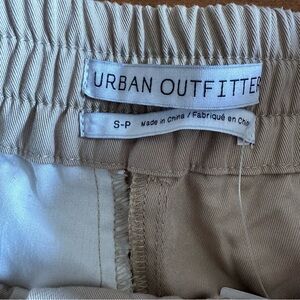 URBAN OUTFITTER
S-P Made in China / Fabriqué en Chin